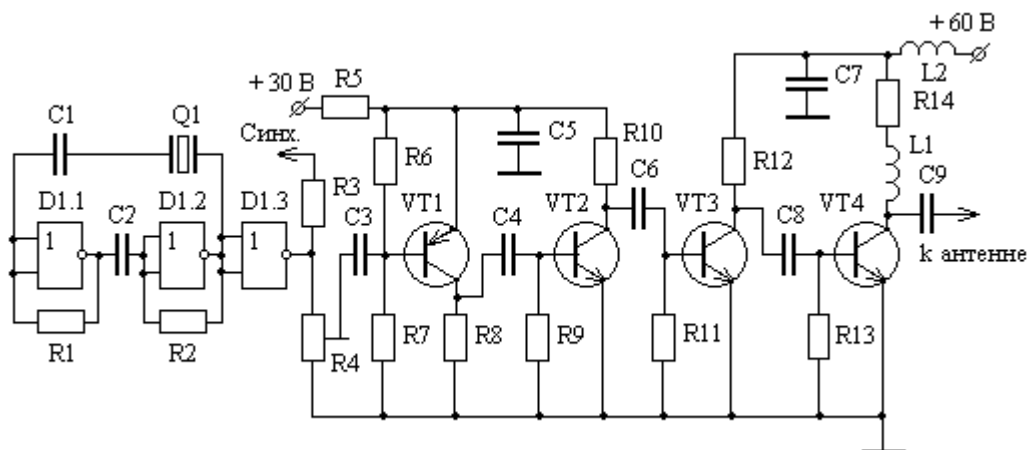 + 60 В
C7
L2
+ 30 В
R5
R14
C1
Q1
Синх.
C5
R10
L1
R6
C6
R12
C9
R3
D1.1
D1.2
D1.3
C3
VT1
C4
VT2
VT3
C8
VT4
C2
1
1
1
k антенне
R1
R2
R4
R7
R8
R9
R11
R13